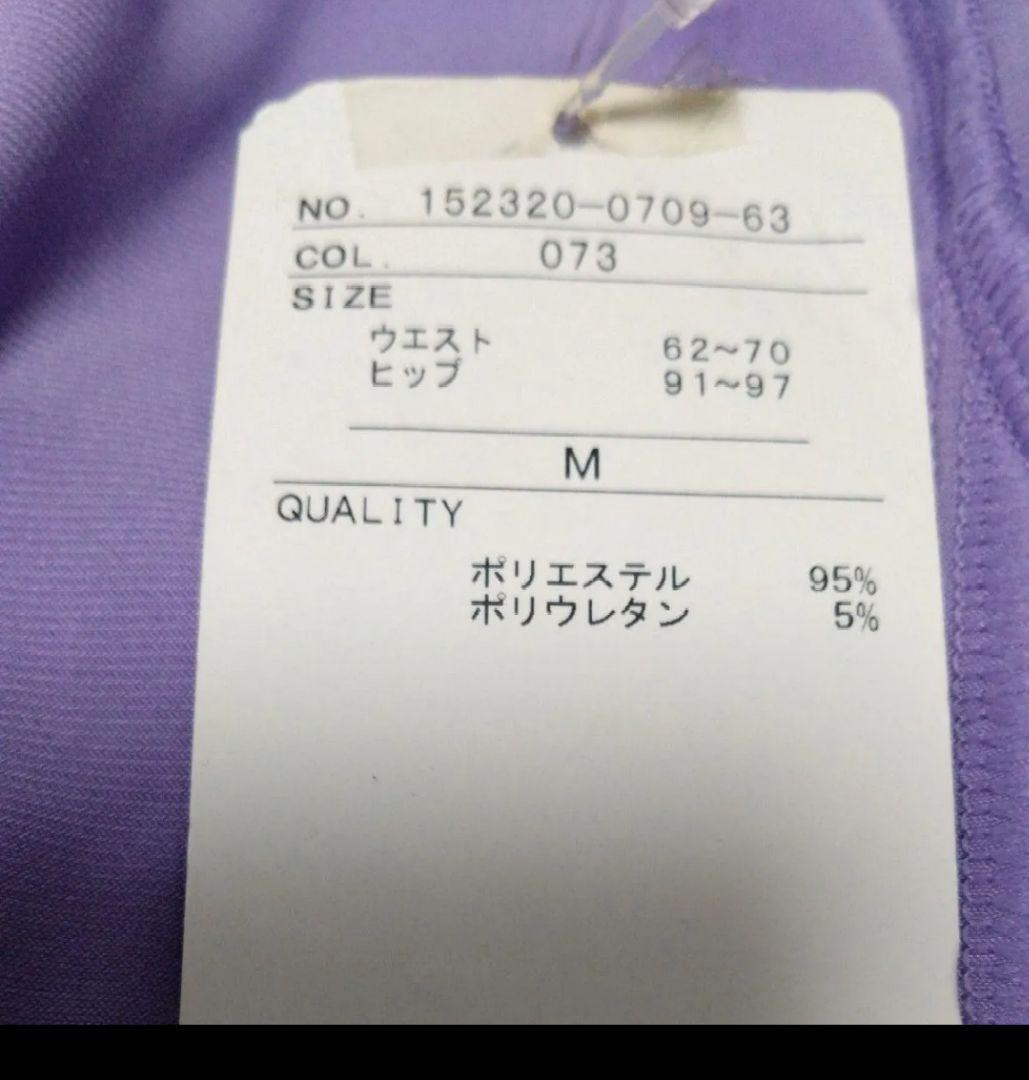 NO. 152320-0709-63
COL. 073
SIZE
ウエスト 62~70
ヒップ 91~97
M
QUALITY
ポリエステル 95%
ポリウレタン 5%